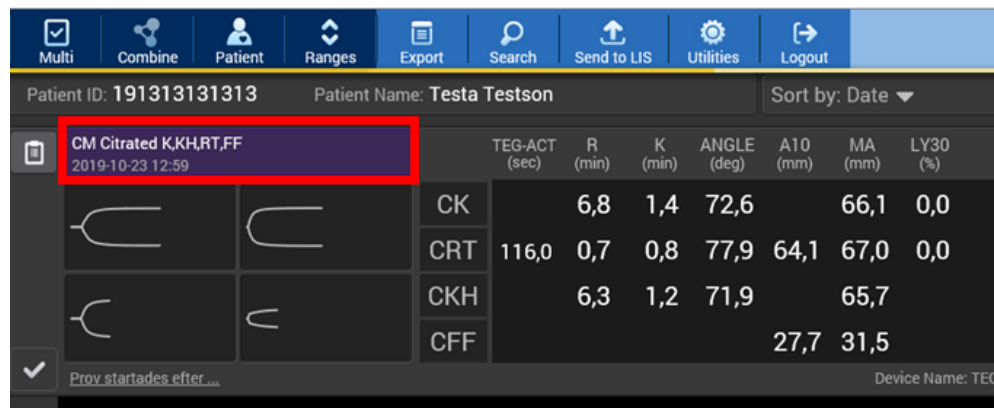 Multi Combine Patient Ranges Export Search Send to LIS Utilities Logout
Patient ID: 191313131313 Patient Name: Testa Testson Sort by: Date
CM Citrated K,KH,RT,FF
2019-10-23 12:59
TEG-ACT R K ANGLE A10 MA LY30
(sec) (min) (min) (deg) (mm) (mm) (%)
CK 6,8 1,4 72,6 66,1 0,0
CRT 116,0 0,7 0,8 77,9 64,1 67,0 0,0
CKH 6,3 1,2 71,9 65,7
CFF 27,7 31,5
Prov startades efter ... Device Name: TEG